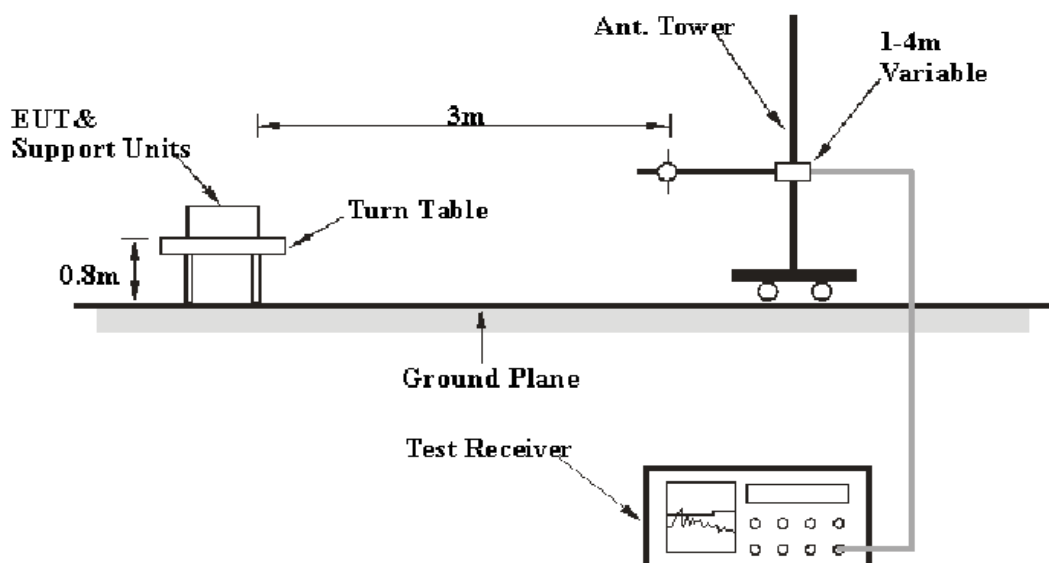 Ant. Tower
1-4m
Variable
3m
EUT&
Support Units
Turn Table
0.8m
Ground Plane
Test Receiver